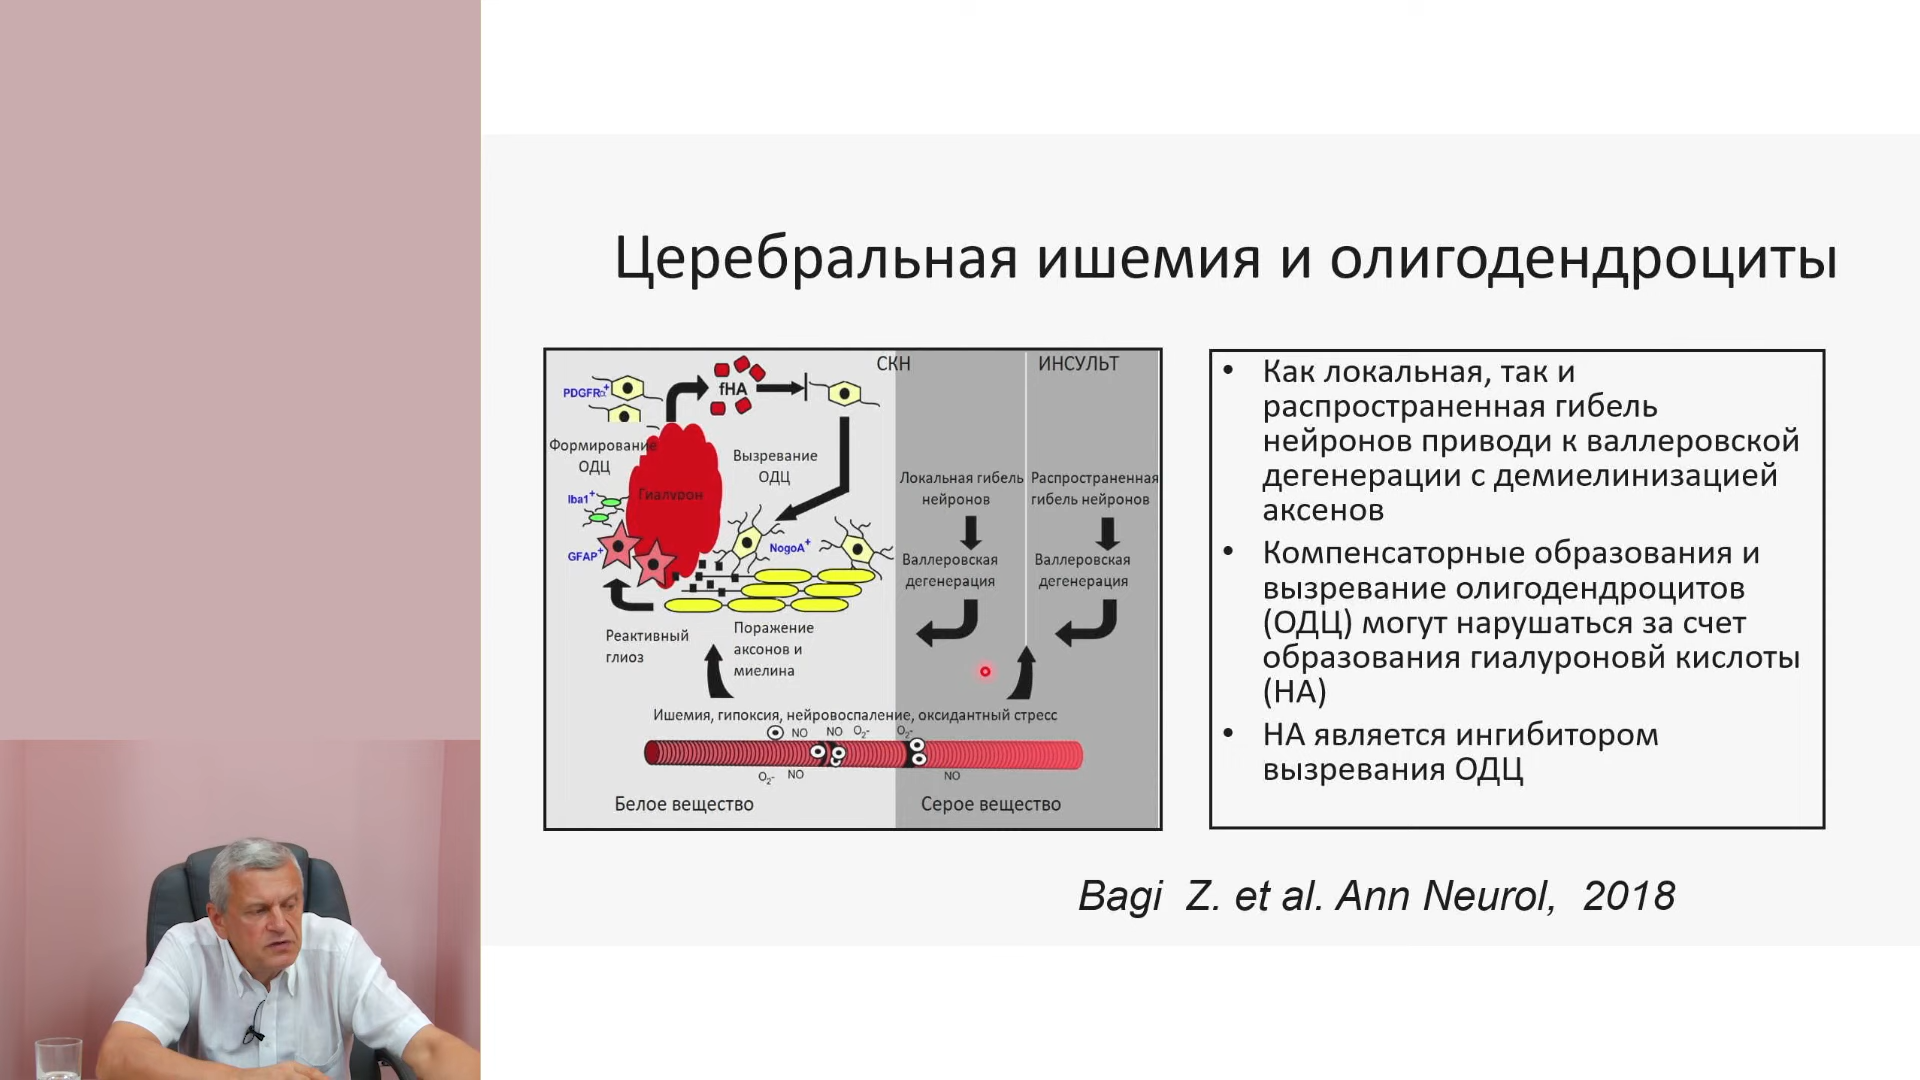 Церебральная ишемия и олигодендроциты
СКН
ИНСУЛЬТ
PDGFRα+
fHA
Формирование
ОДЦ
Вызревание
ОДЦ
Гиалурон
Iba1+
GFAP+
NogoA+
Локальная гибель
нейронов
Распространенная
гибель нейронов
Валлеровская
дегенерация
Валлеровская
дегенерация
Реактивный
глиоз
Поражение
аксонов и
миелина
Ишемия, гипоксия, нейровоспаление, оксидантный стресс
NO
NO
O2-
O2-
O2-
NO
NO
Белое вещество
Серое вещество
• Как локальная, так и
распространенная гибель
нейронов приводи к валлеровской
дегенерации с демиелинизацией
аксенов
• Компенсаторные образования и
вызревание олигодендроцитов
(ОДЦ) могут нарушаться за счет
образования гиалуроновй кислоты
(НА)
• НА является ингибитором
вызревания ОДЦ
Bagi Z. et al. Ann Neurol, 2018